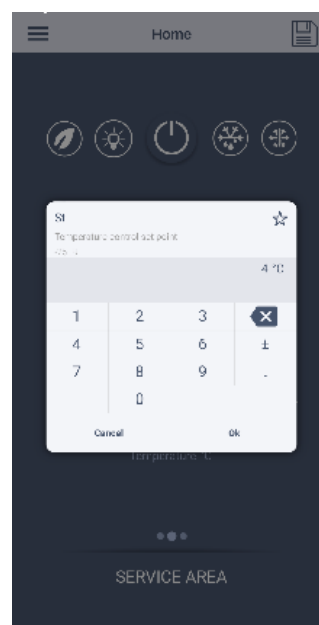 Home
St
Temperature control set point
4 °C
1 2 3
4 5 6 ±
7 8 9 .
0
Cancel Ok
Temperature °C
SERVICE AREA